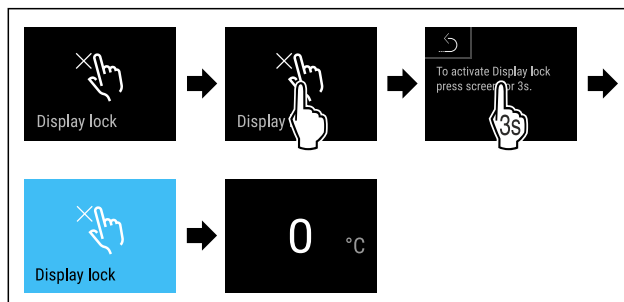 Display lock
Display
To activate Display lock
press screen for 3s.
3s
Display lock
0 °C